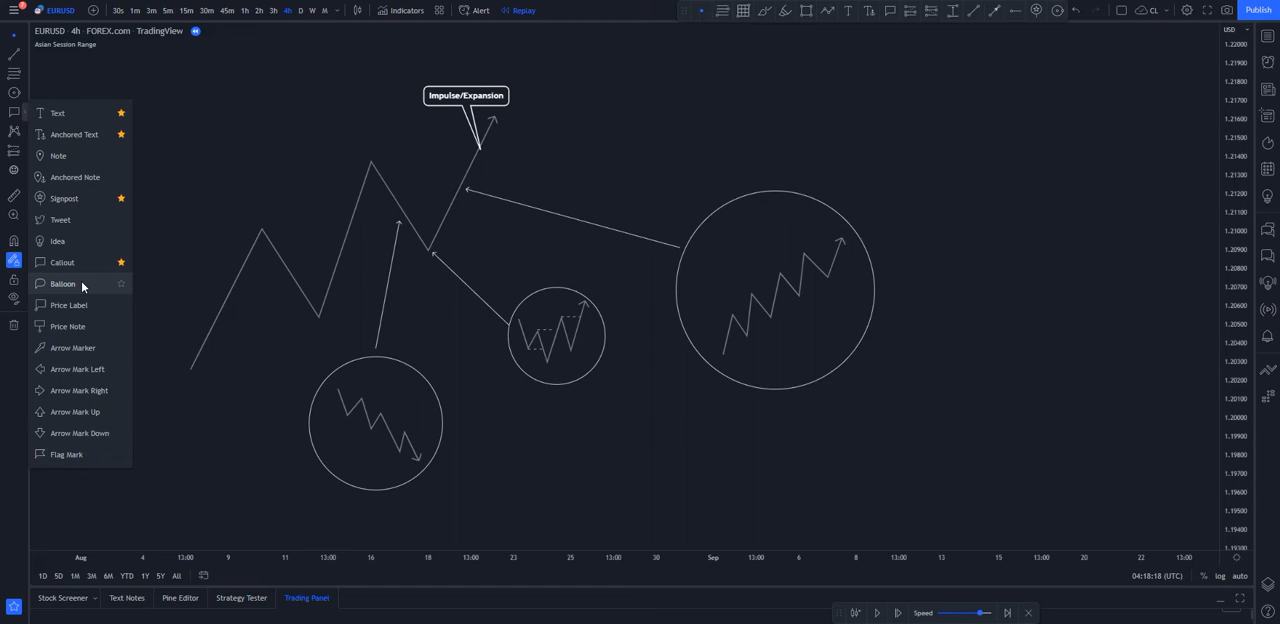 7
EURUSD
30s 1m 3m 5m 15m 30m 45m 1h 2h 3h 4h D W M
Indicators
Alert
Replay
CL
Publish
EURUSD · 4h · FOREX.com · TradingView
Asian Session Range
USD
Impulse/Expansion
Text
Anchored Text
Note
Anchored Note
Signpost
Tweet
Idea
Callout
Balloon
Price Label
Price Note
Arrow Marker
Arrow Mark Left
Arrow Mark Right
Arrow Mark Up
Arrow Mark Down
Flag Mark
1.22000
1.21900
1.21800
1.21700
1.21600
1.21500
1.21400
1.21300
1.21200
1.21100
1.21000
1.20900
1.20800
1.20700
1.20600
1.20500
1.20400
1.20300
1.20200
1.20100
1.20000
1.19900
1.19800
1.19700
1.19600
1.19500
1.19400
1.19300
Aug 4 13:00 9 11 13:00 16 18 13:00 23 25 13:00 30 Sep 13:00 6 8 13:00 13 15 13:00 20 22 13:00
1D 5D 1M 3M 6M YTD 1Y 5Y All
04:18:18 (UTC) % log auto
Stock Screener Text Notes Pine Editor Strategy Tester Trading Panel
Speed